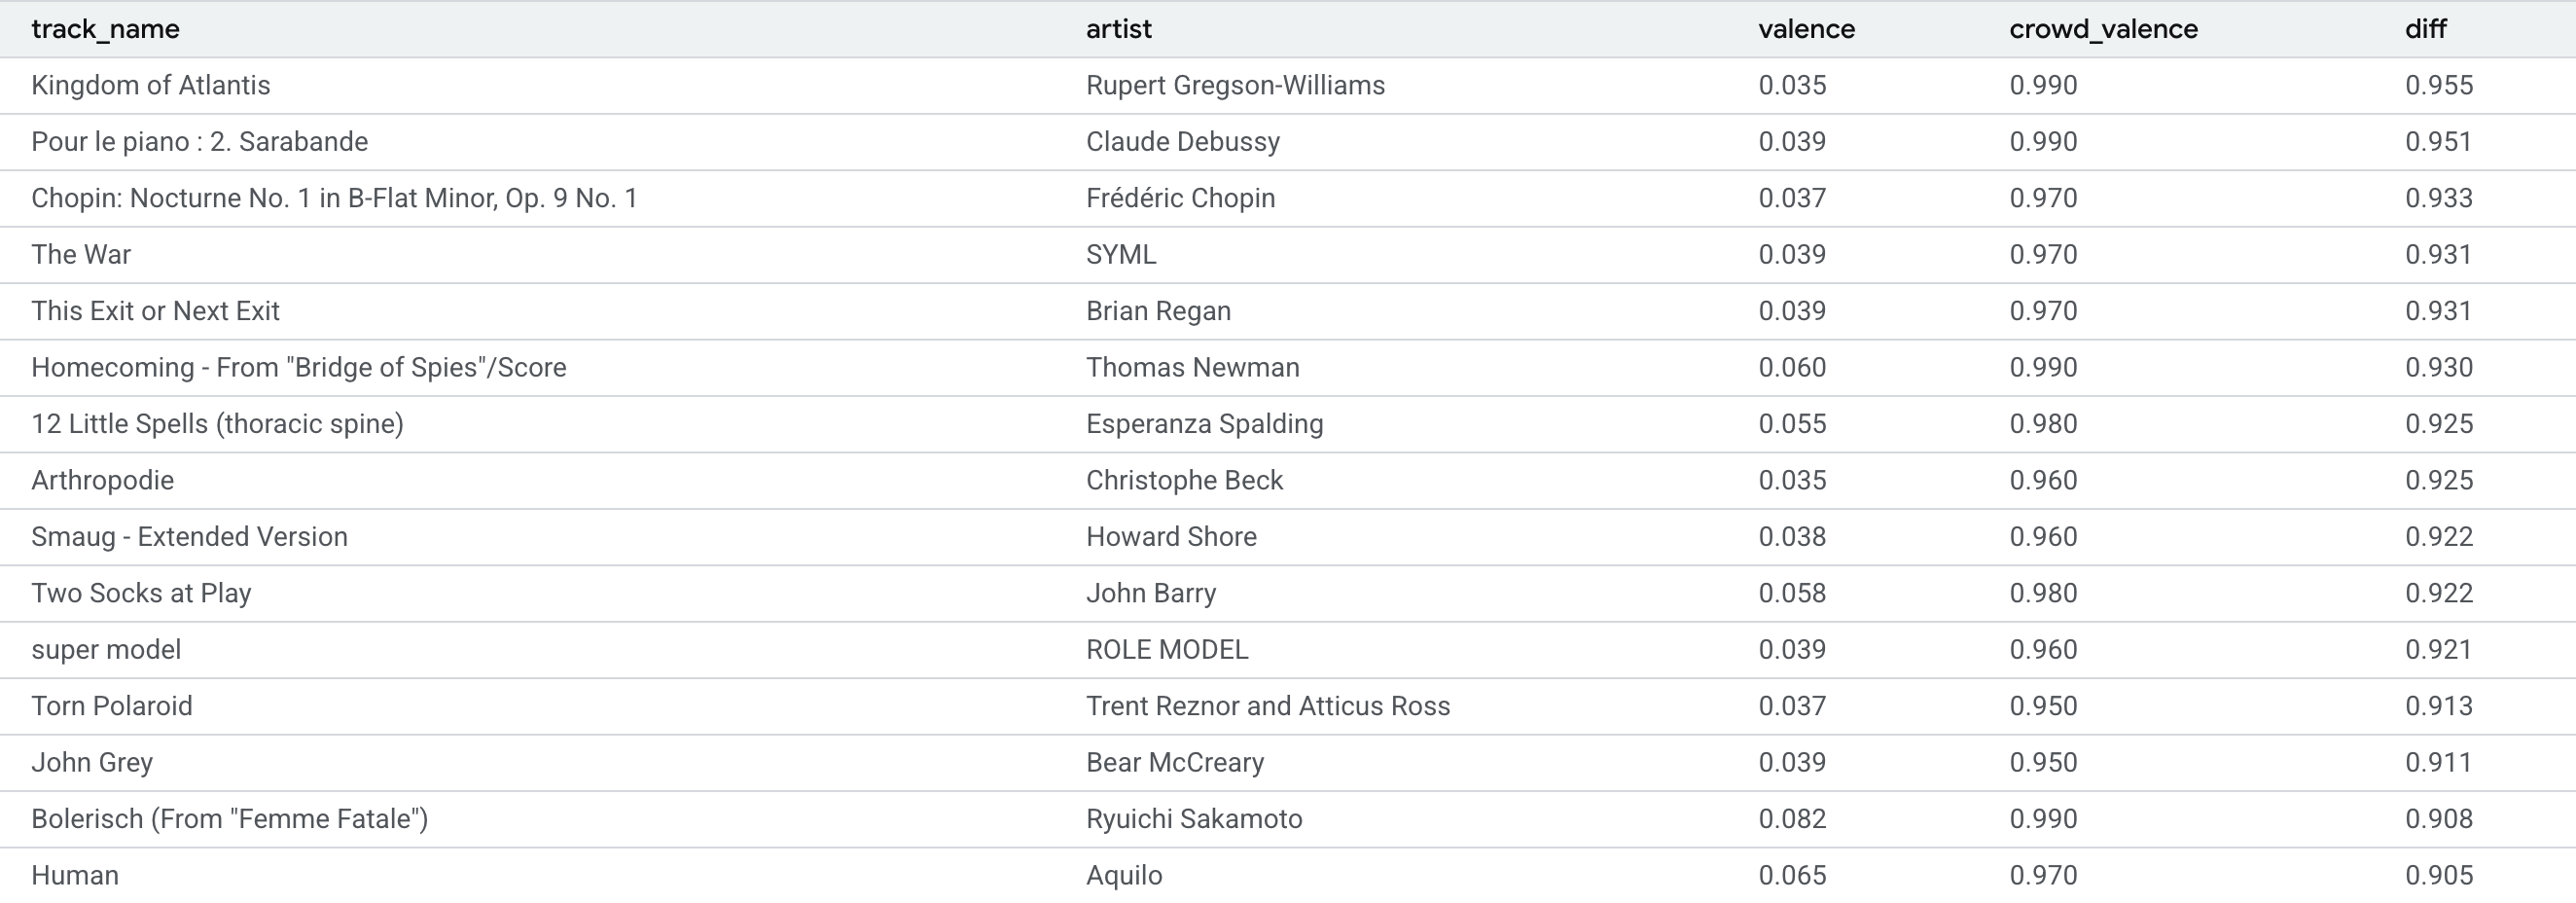 track_name artist valence crowd_valence diff
Kingdom of Atlantis Rupert Gregson-Williams 0.035 0.990 0.955
Pour le piano : 2. Sarabande Claude Debussy 0.039 0.990 0.951
Chopin: Nocturne No. 1 in B-Flat Minor, Op. 9 No. 1 Frédéric Chopin 0.037 0.970 0.933
The War SYML 0.039 0.970 0.931
This Exit or Next Exit Brian Regan 0.039 0.970 0.931
Homecoming - From "Bridge of Spies"/Score Thomas Newman 0.060 0.990 0.930
12 Little Spells (thoracic spine) Esperanza Spalding 0.055 0.980 0.925
Arthropodie Christophe Beck 0.035 0.960 0.925
Smaug - Extended Version Howard Shore 0.038 0.960 0.922
Two Socks at Play John Barry 0.058 0.980 0.922
super model ROLE MODEL 0.039 0.960 0.921
Torn Polaroid Trent Reznor and Atticus Ross 0.037 0.950 0.913
John Grey Bear McCreary 0.039 0.950 0.911
Bolerisch (From "Femme Fatale") Ryuichi Sakamoto 0.082 0.990 0.908
Human Aquilo 0.065 0.970 0.905